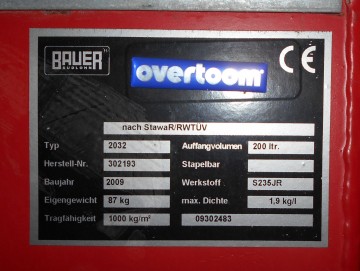 BAUER
SÜDLOHN
overtoom
CE
nach StawaR/RWTÜV
Typ 2032 Auffangvolumen 200 ltr.
Herstell-Nr. 302193 Stapelbar
Baujahr 2009 Werkstoff S235JR
Eigengewicht 87 kg max. Dichte 1,9 kg/l
Tragfähigkeit 1000 kg/m² 09302483